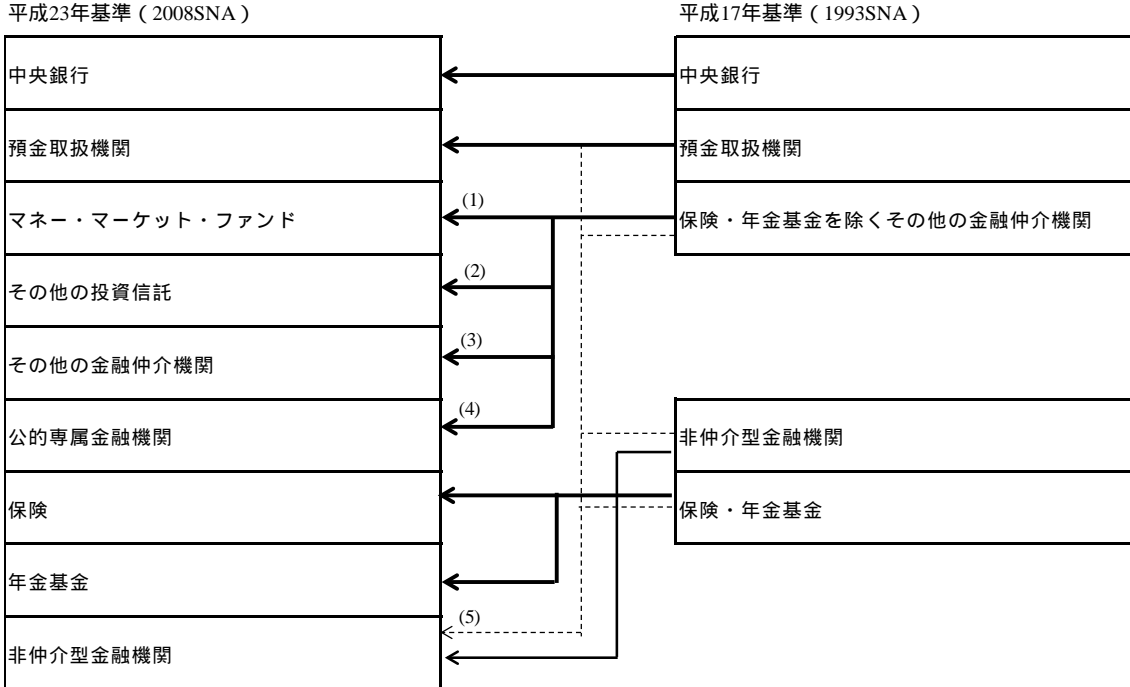 平成23年基準（2008SNA）
平成17年基準（1993SNA）
中央銀行
中央銀行
預金取扱機関
預金取扱機関
(1)
マネー・マーケット・ファンド
保険・年金基金を除くその他の金融仲介機関
(2)
その他の投資信託
(3)
その他の金融仲介機関
(4)
公的専属金融機関
非仲介型金融機関
保険
保険・年金基金
年金基金
(5)
非仲介型金融機関